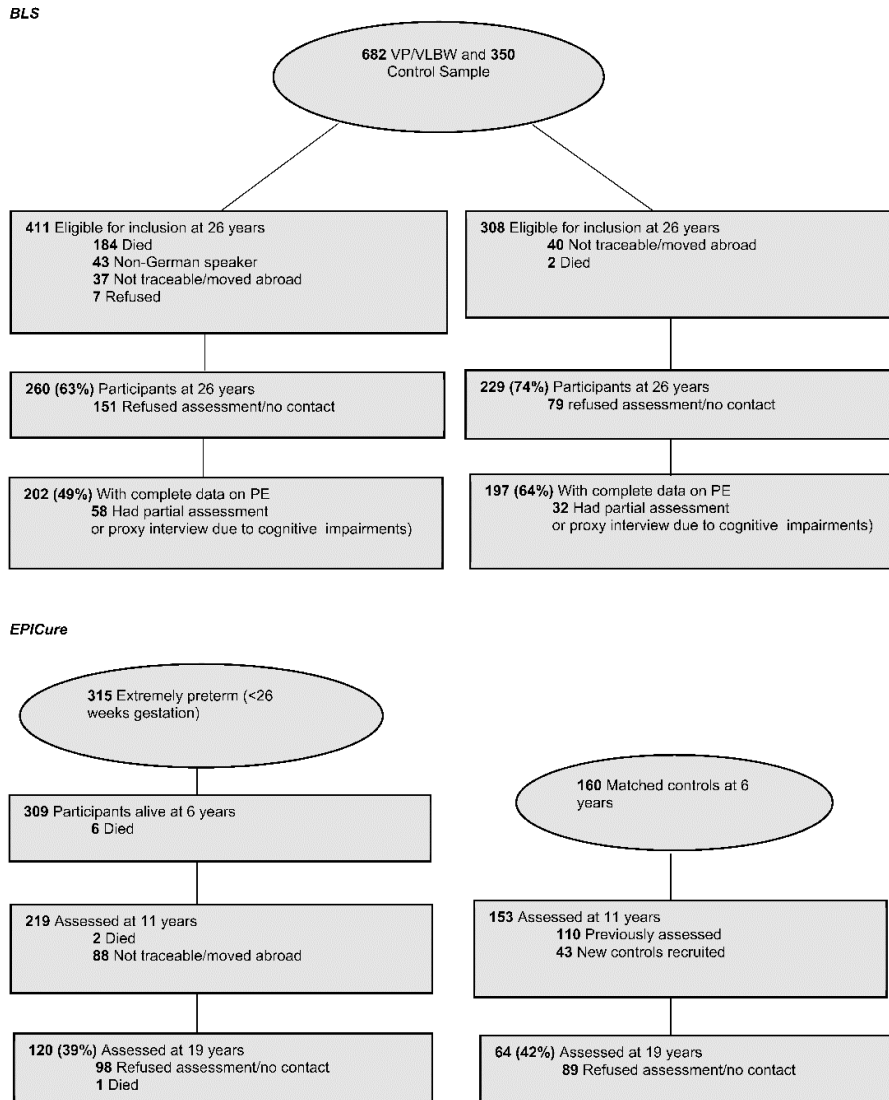 BLS
682 VP/VLBW and 350
Control Sample
411 Eligible for inclusion at 26 years
184 Died
43 Non-German speaker
37 Not traceable/moved abroad
7 Refused
308 Eligible for inclusion at 26 years
40 Not traceable/moved abroad
2 Died
260 (63%) Participants at 26 years
151 Refused assessment/no contact
229 (74%) Participants at 26 years
79 refused assessment/no contact
202 (49%) With complete data on PE
58 Had partial assessment
or proxy interview due to cognitive impairments)
197 (64%) With complete data on PE
32 Had partial assessment
or proxy interview due to cognitive impairments)
EPICure
315 Extremely preterm (<26
weeks gestation)
160 Matched controls at 6
years
309 Participants alive at 6 years
6 Died
219 Assessed at 11 years
2 Died
88 Not traceable/moved abroad
153 Assessed at 11 years
110 Previously assessed
43 New controls recruited
120 (39%) Assessed at 19 years
98 Refused assessment/no contact
1 Died
64 (42%) Assessed at 19 years
89 Refused assessment/no contact